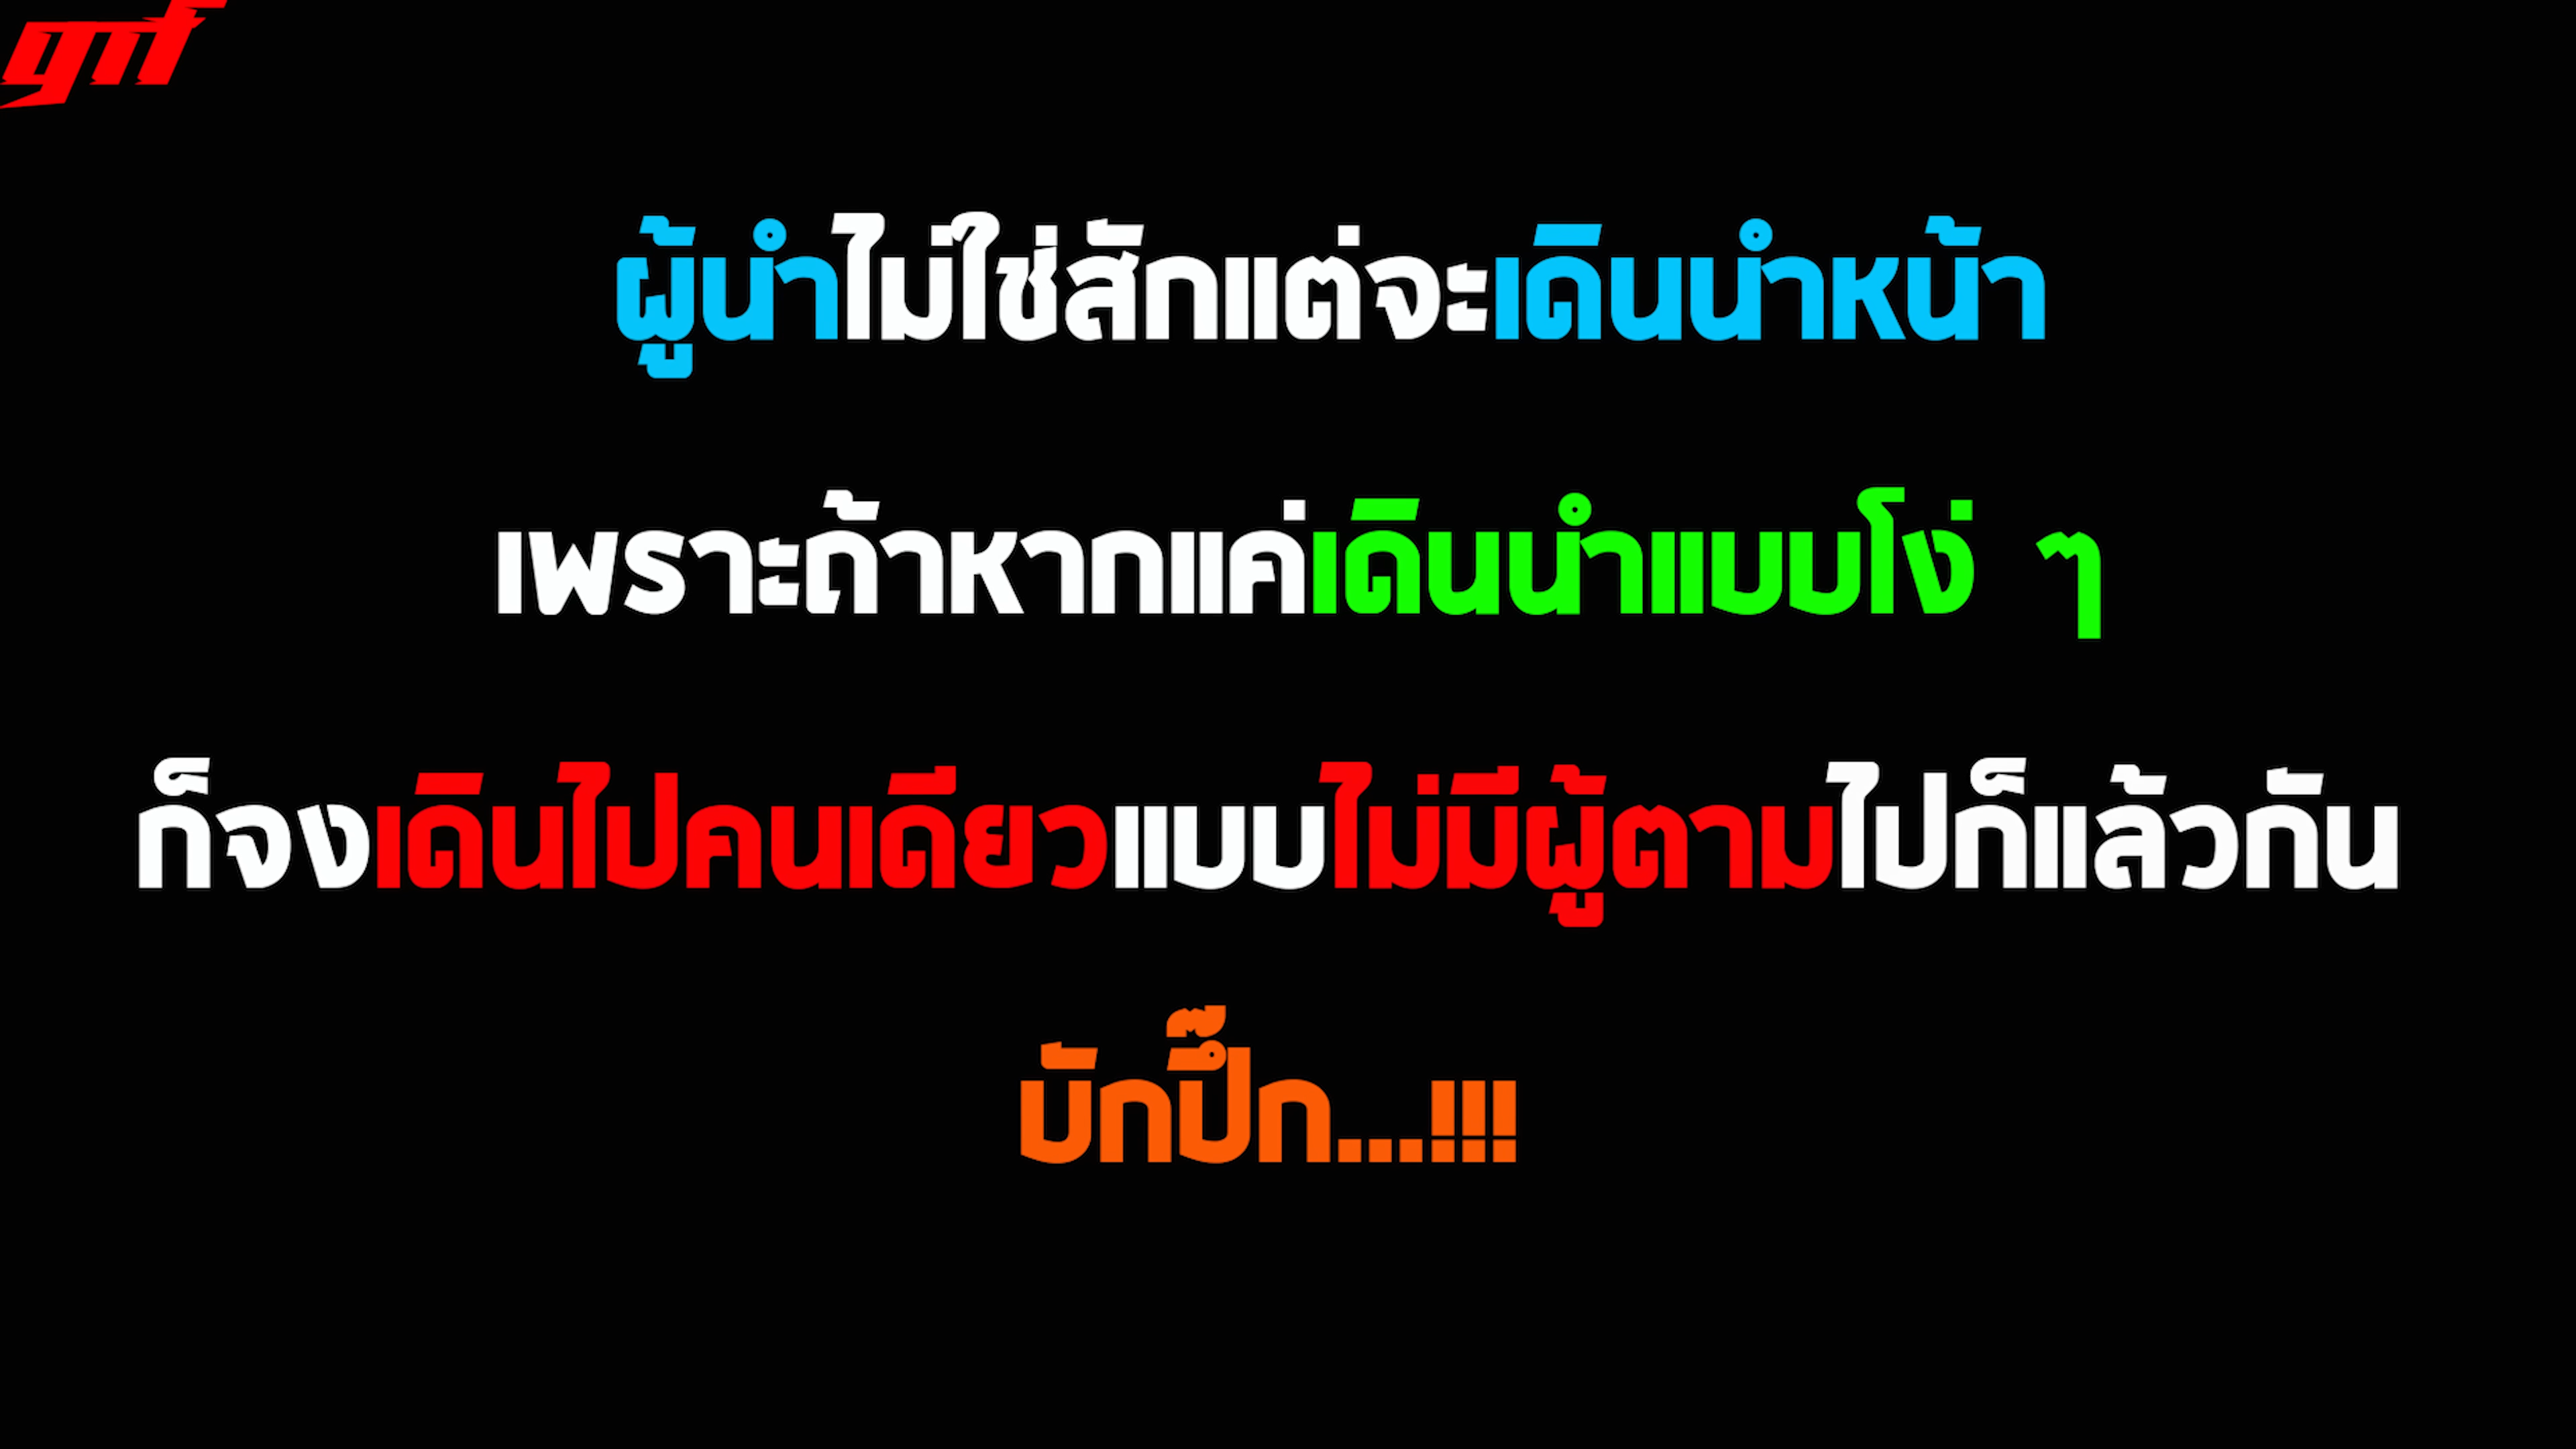 gnf
ผู้นำไม่ใช่สักแต่จะเดินนำหน้า
เพราะถ้าหากแค่เดินนำแบบโง่ ๆ
ก็จงเดินไปคนเดียวแบบไม่มีผู้ตามไปก็แล้วกัน
บักปึ๊ก...!!!